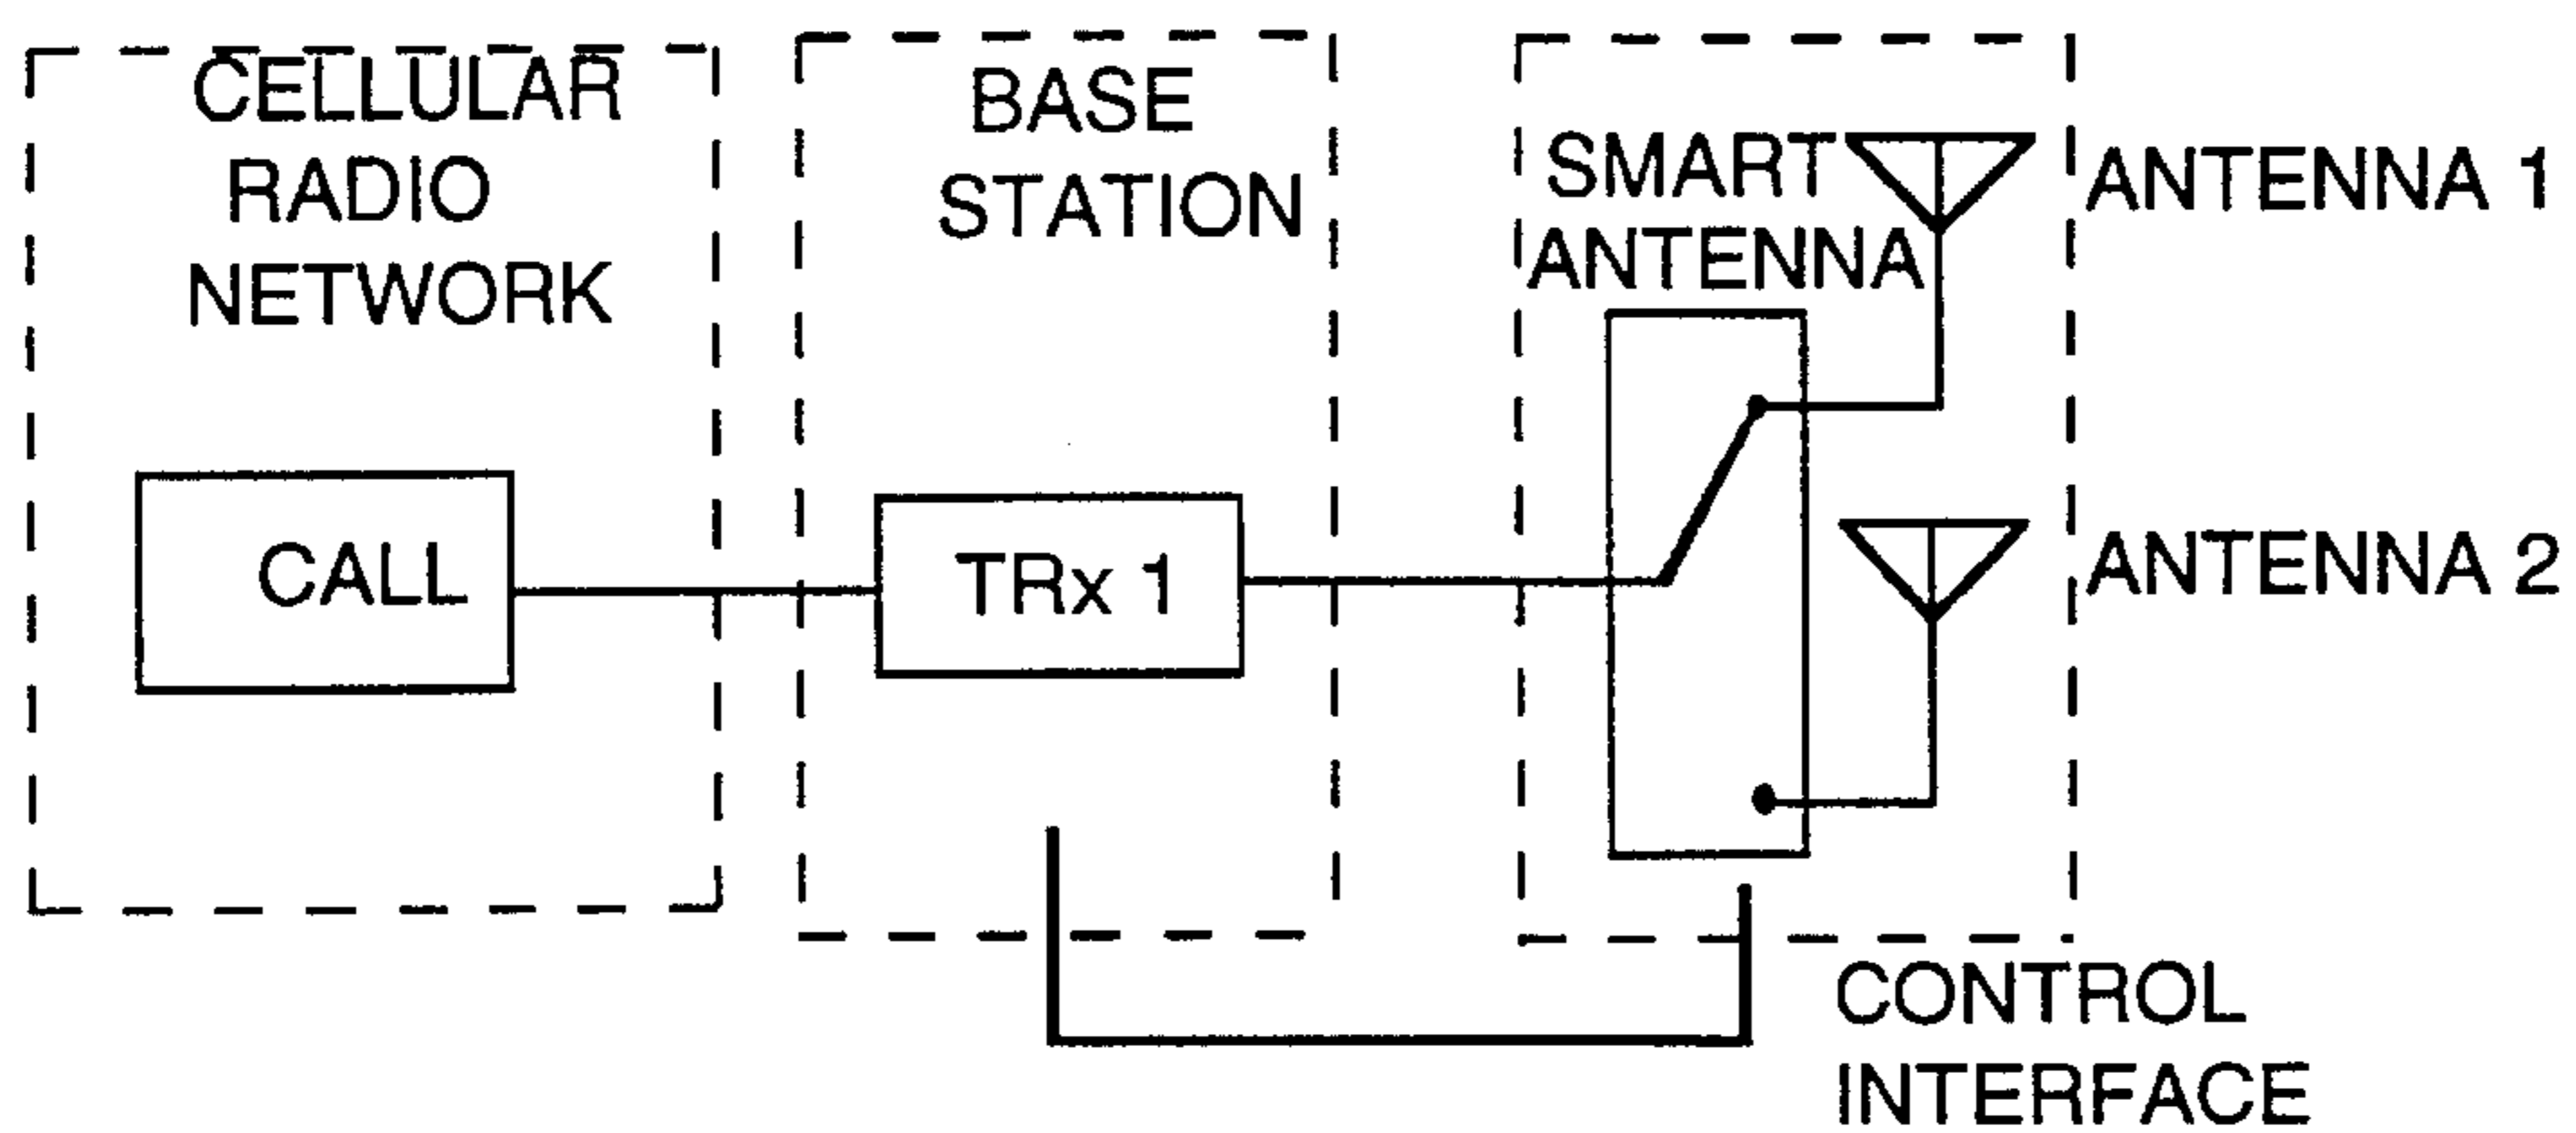 CELLULAR
RADIO
NETWORK
CALL
BASE
STATION
TRx 1
SMART
ANTENNA
ANTENNA 1
ANTENNA 2
CONTROL
INTERFACE